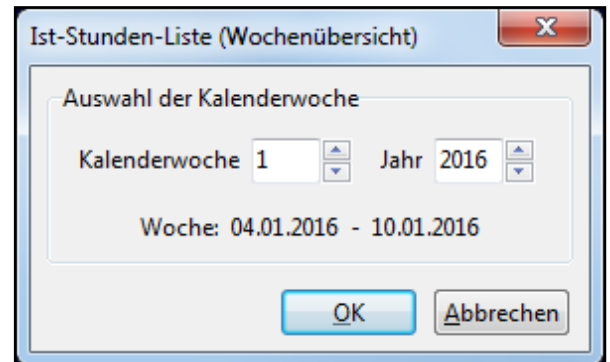 Ist-Stunden-Liste (Wochenübersicht)
Auswahl der Kalenderwoche
Kalenderwoche 1 Jahr 2016
Woche: 04.01.2016 - 10.01.2016
OK Abbrechen